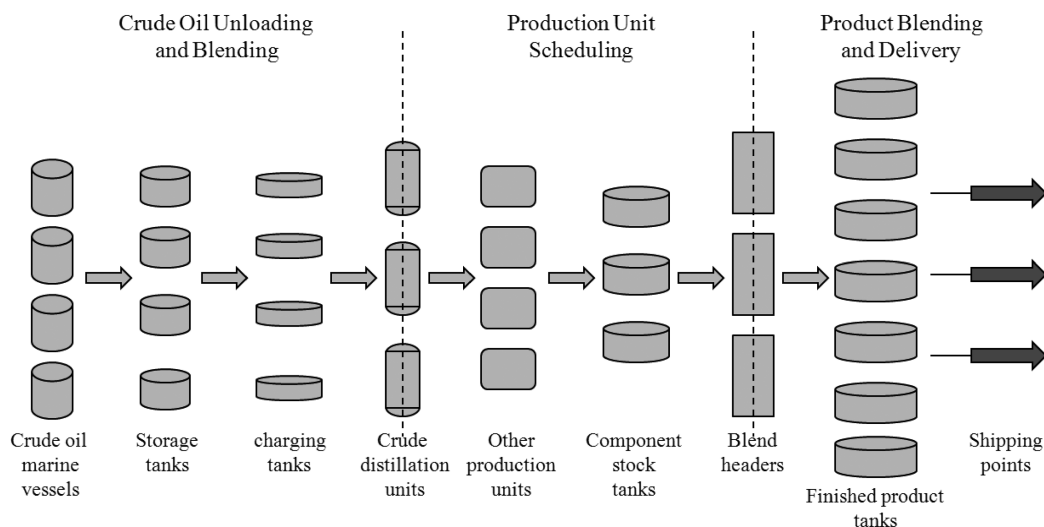 Crude Oil Unloading
and Blending
Production Unit
Scheduling
Product Blending
and Delivery
Crude oil
marine
vessels
Storage
tanks
charging
tanks
Crude
distillation
units
Other
production
units
Component
stock
tanks
Blend
headers
Finished product
tanks
Shipping
points